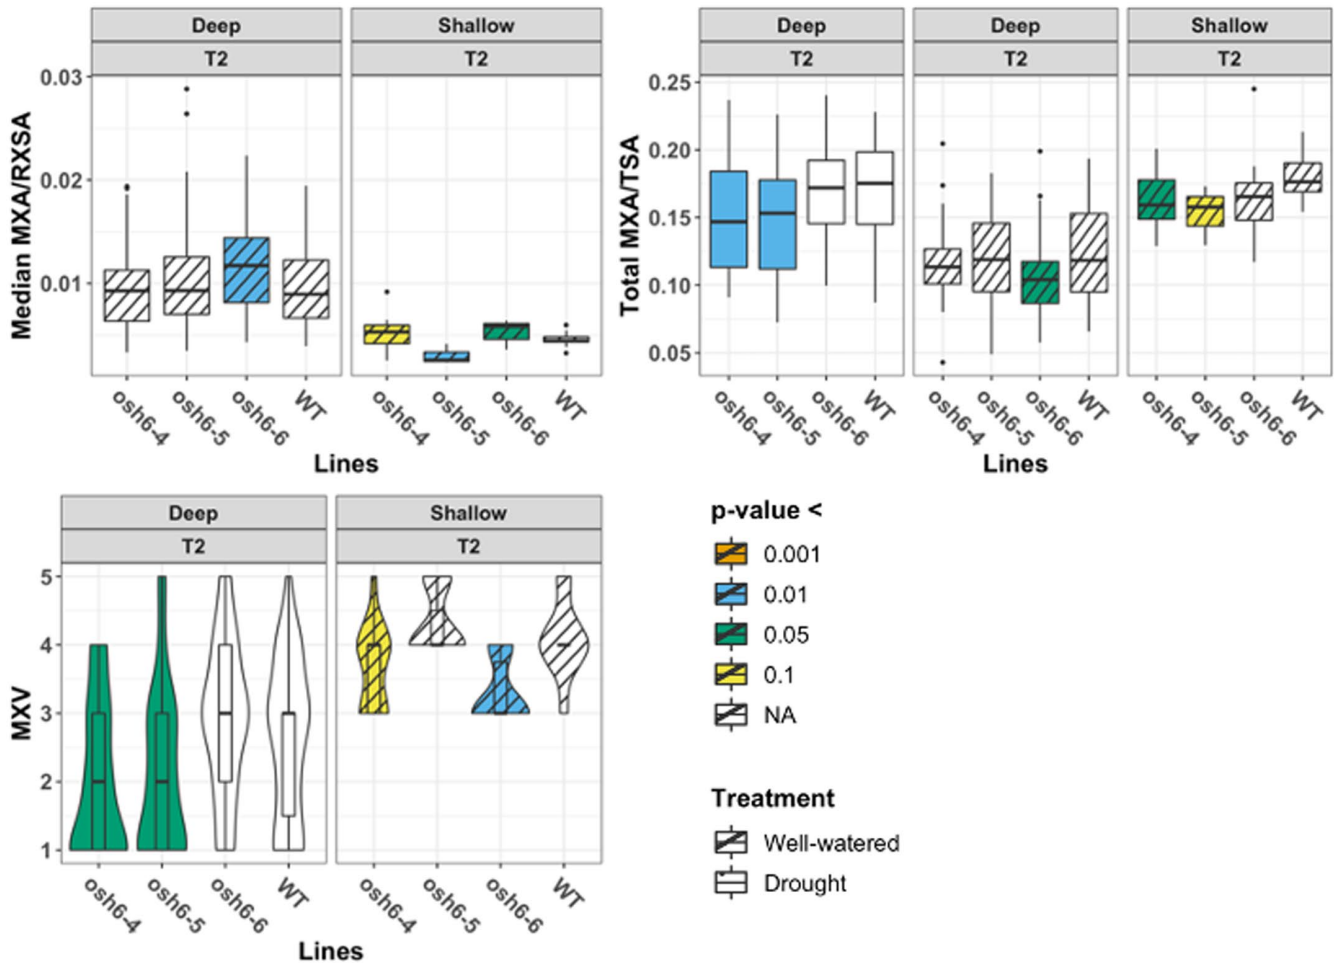 Deep Shallow
T2 T2
Median MXA/RXSA
0.03
0.02
0.01
osh6-4 osh6-5 osh6-6 WT osh6-4 osh6-5 osh6-6 WT
Lines
Deep Deep Shallow
T2 T2 T2
Total MXA/TSA
0.25
0.20
0.15
0.10
0.05
osh6-4 osh6-5 osh6-6 WT osh6-4 osh6-5 osh6-6 WT osh6-4 osh6-5 osh6-6 WT
Lines
Deep Shallow
T2 T2
MXV
5
4
3
2
1
osh6-4 osh6-5 osh6-6 WT osh6-4 osh6-5 osh6-6 WT
Lines
p-value <
0.001
0.01
0.05
0.1
NA
Treatment
Well-watered
Drought